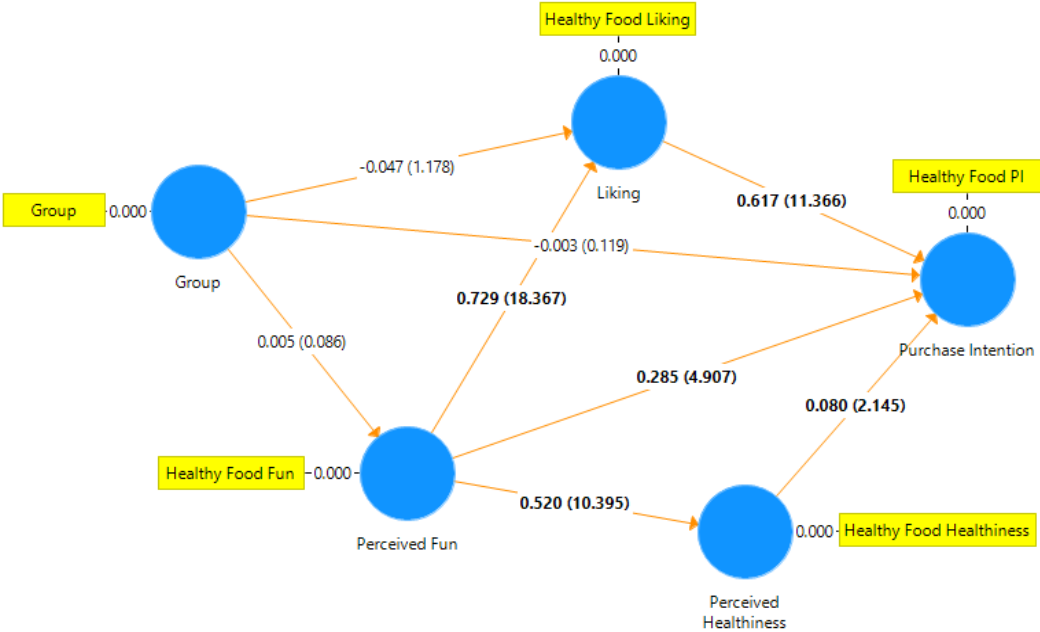 Healthy Food Liking
0.000
Liking
-0.047 (1.178)
Group
0.000
Group
0.617 (11.366)
Healthy Food PI
0.000
Purchase Intention
-0.003 (0.119)
0.729 (18.367)
0.005 (0.086)
0.285 (4.907)
0.080 (2.145)
Healthy Food Fun
0.000
Perceived Fun
0.520 (10.395)
0.000
Healthy Food Healthiness
Perceived
Healthiness